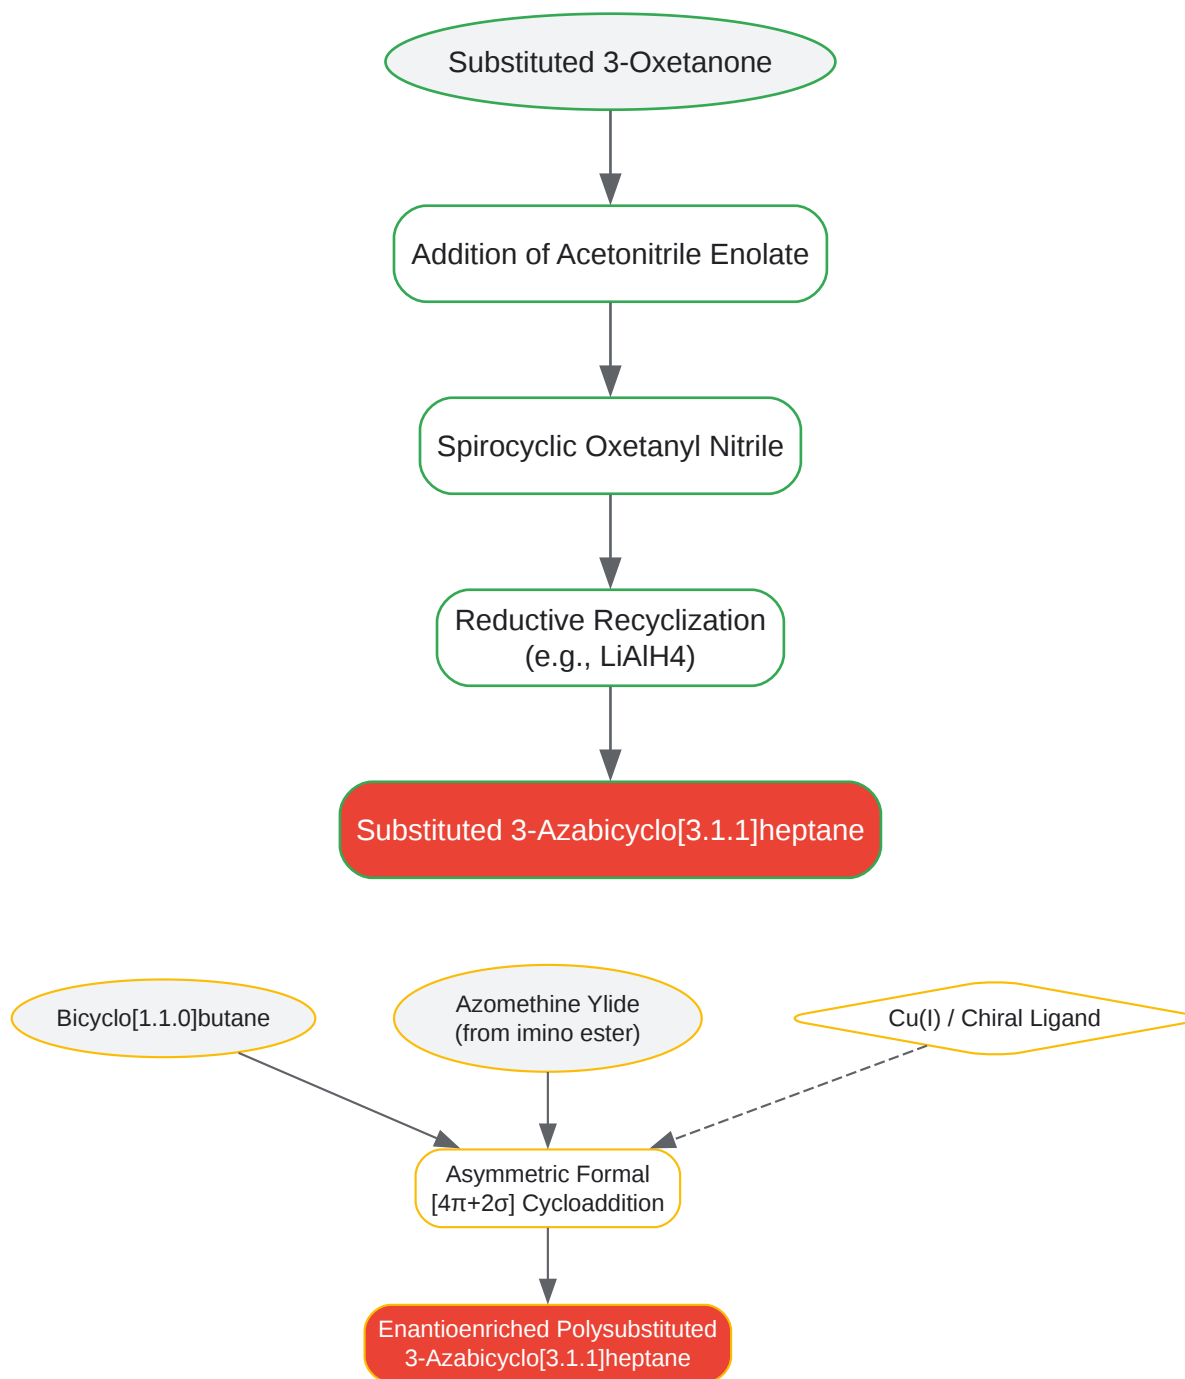 Substituted 3-Oxetanone
Addition of Acetonitrile Enolate
Spirocyclic Oxetanyl Nitrile
Reductive Recyclization
(e.g., LiAlH4)
Substituted 3-Azabicyclo[3.1.1]heptane
Bicyclo[1.1.0]butane
Azomethine Ylide
(from imino ester)
Cu(I) / Chiral Ligand
Asymmetric Formal
[4π+2σ] Cycloaddition
Enantioenriched Polysubstituted
3-Azabicyclo[3.1.1]heptane